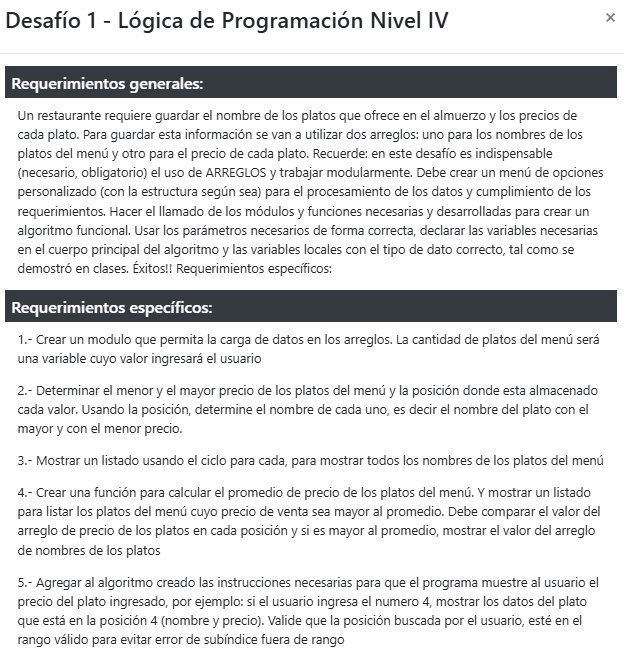 Desafío 1 - Lógica de Programación Nivel IV
×
Requerimientos generales:
Un restaurante requiere guardar el nombre de los platos que ofrece en el almuerzo y los precios de
cada plato. Para guardar esta información se van a utilizar dos arreglos: uno para los nombres de los
platos del menú y otro para el precio de cada plato. Recuerde: en este desafío es indispensable
(necesario, obligatorio) el uso de ARREGLOS y trabajar modularmente. Debe crear un menú de opciones
personalizado (con la estructura según sea) para el procesamiento de los datos y cumplimiento de los
requerimientos. Hacer el llamado de los módulos y funciones necesarias y desarrolladas para crear un
algoritmo funcional. Usar los parámetros necesarios de forma correcta, declarar las variables necesarias
en el cuerpo principal del algoritmo y las variables locales con el tipo de dato correcto, tal como se
demostró en clases. Éxitos!! Requerimientos específicos:
Requerimientos específicos:
1.- Crear un modulo que permita la carga de datos en los arreglos. La cantidad de platos del menú será
una variable cuyo valor ingresará el usuario
2.- Determinar el menor y el mayor precio de los platos del menú y la posición donde esta almacenado
cada valor. Usando la posición, determine el nombre de cada uno, es decir el nombre del plato con el
mayor y con el menor precio.
3.- Mostrar un listado usando el ciclo para cada, para mostrar todos los nombres de los platos del menú
4.- Crear una función para calcular el promedio de precio de los platos del menú. Y mostrar un listado
para listar los platos del menú cuyo precio de venta sea mayor al promedio. Debe comparar el valor del
arreglo de precio de los platos en cada posición y si es mayor al promedio, mostrar el valor del arreglo
de nombres de los platos
5.- Agregar al algoritmo creado las instrucciones necesarias para que el programa muestre al usuario el
precio del plato ingresado, por ejemplo: si el usuario ingresa el numero 4, mostrar los datos del plato
que está en la posición 4 (nombre y precio). Valide que la posición buscada por el usuario, esté en el
rango válido para evitar error de subíndice fuera de rango